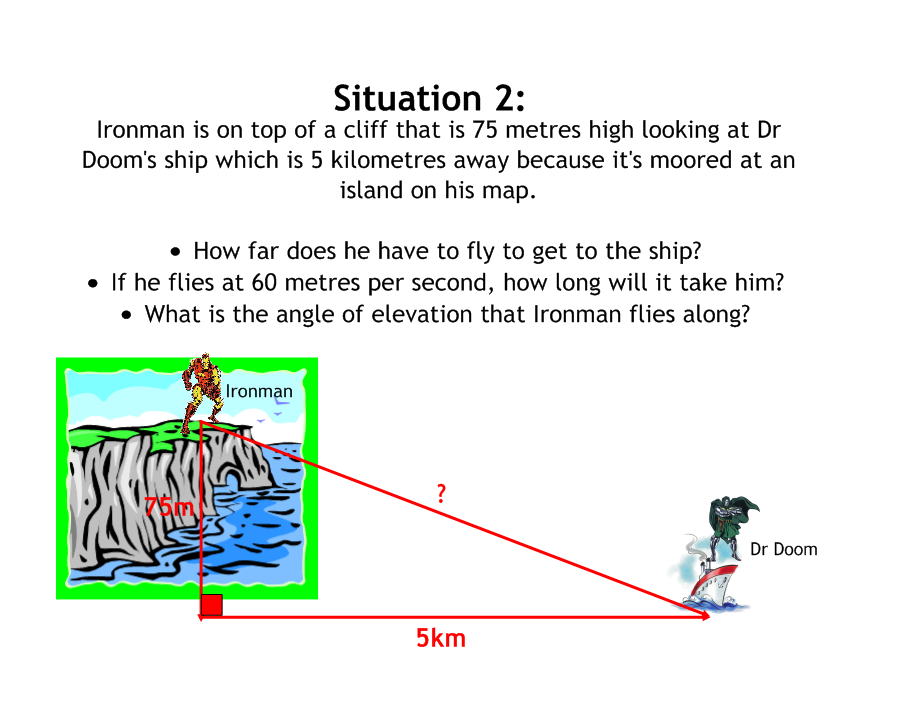 Situation 2:
Ironman is on top of a cliff that is 75 metres high looking at Dr
Doom's ship which is 5 kilometres away because it's moored at an
island on his map.
• How far does he have to fly to get to the ship?
• If he flies at 60 metres per second, how long will it take him?
• What is the angle of elevation that Ironman flies along?
Ironman
75m
?
Dr Doom
5km